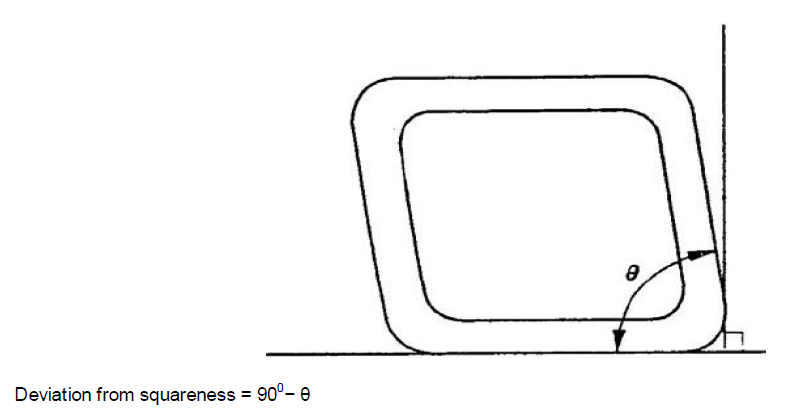 θ
Deviation from squareness = 90⁰− θ